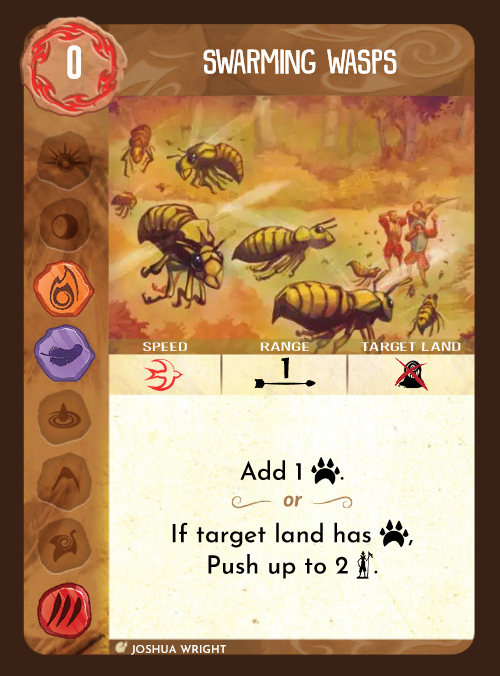 0
SWARMING WASPS
SPEED
RANGE
TARGET LAND
1
Add 1 .
or
If target land has ,
Push up to 2 .
JOSHUA WRIGHT